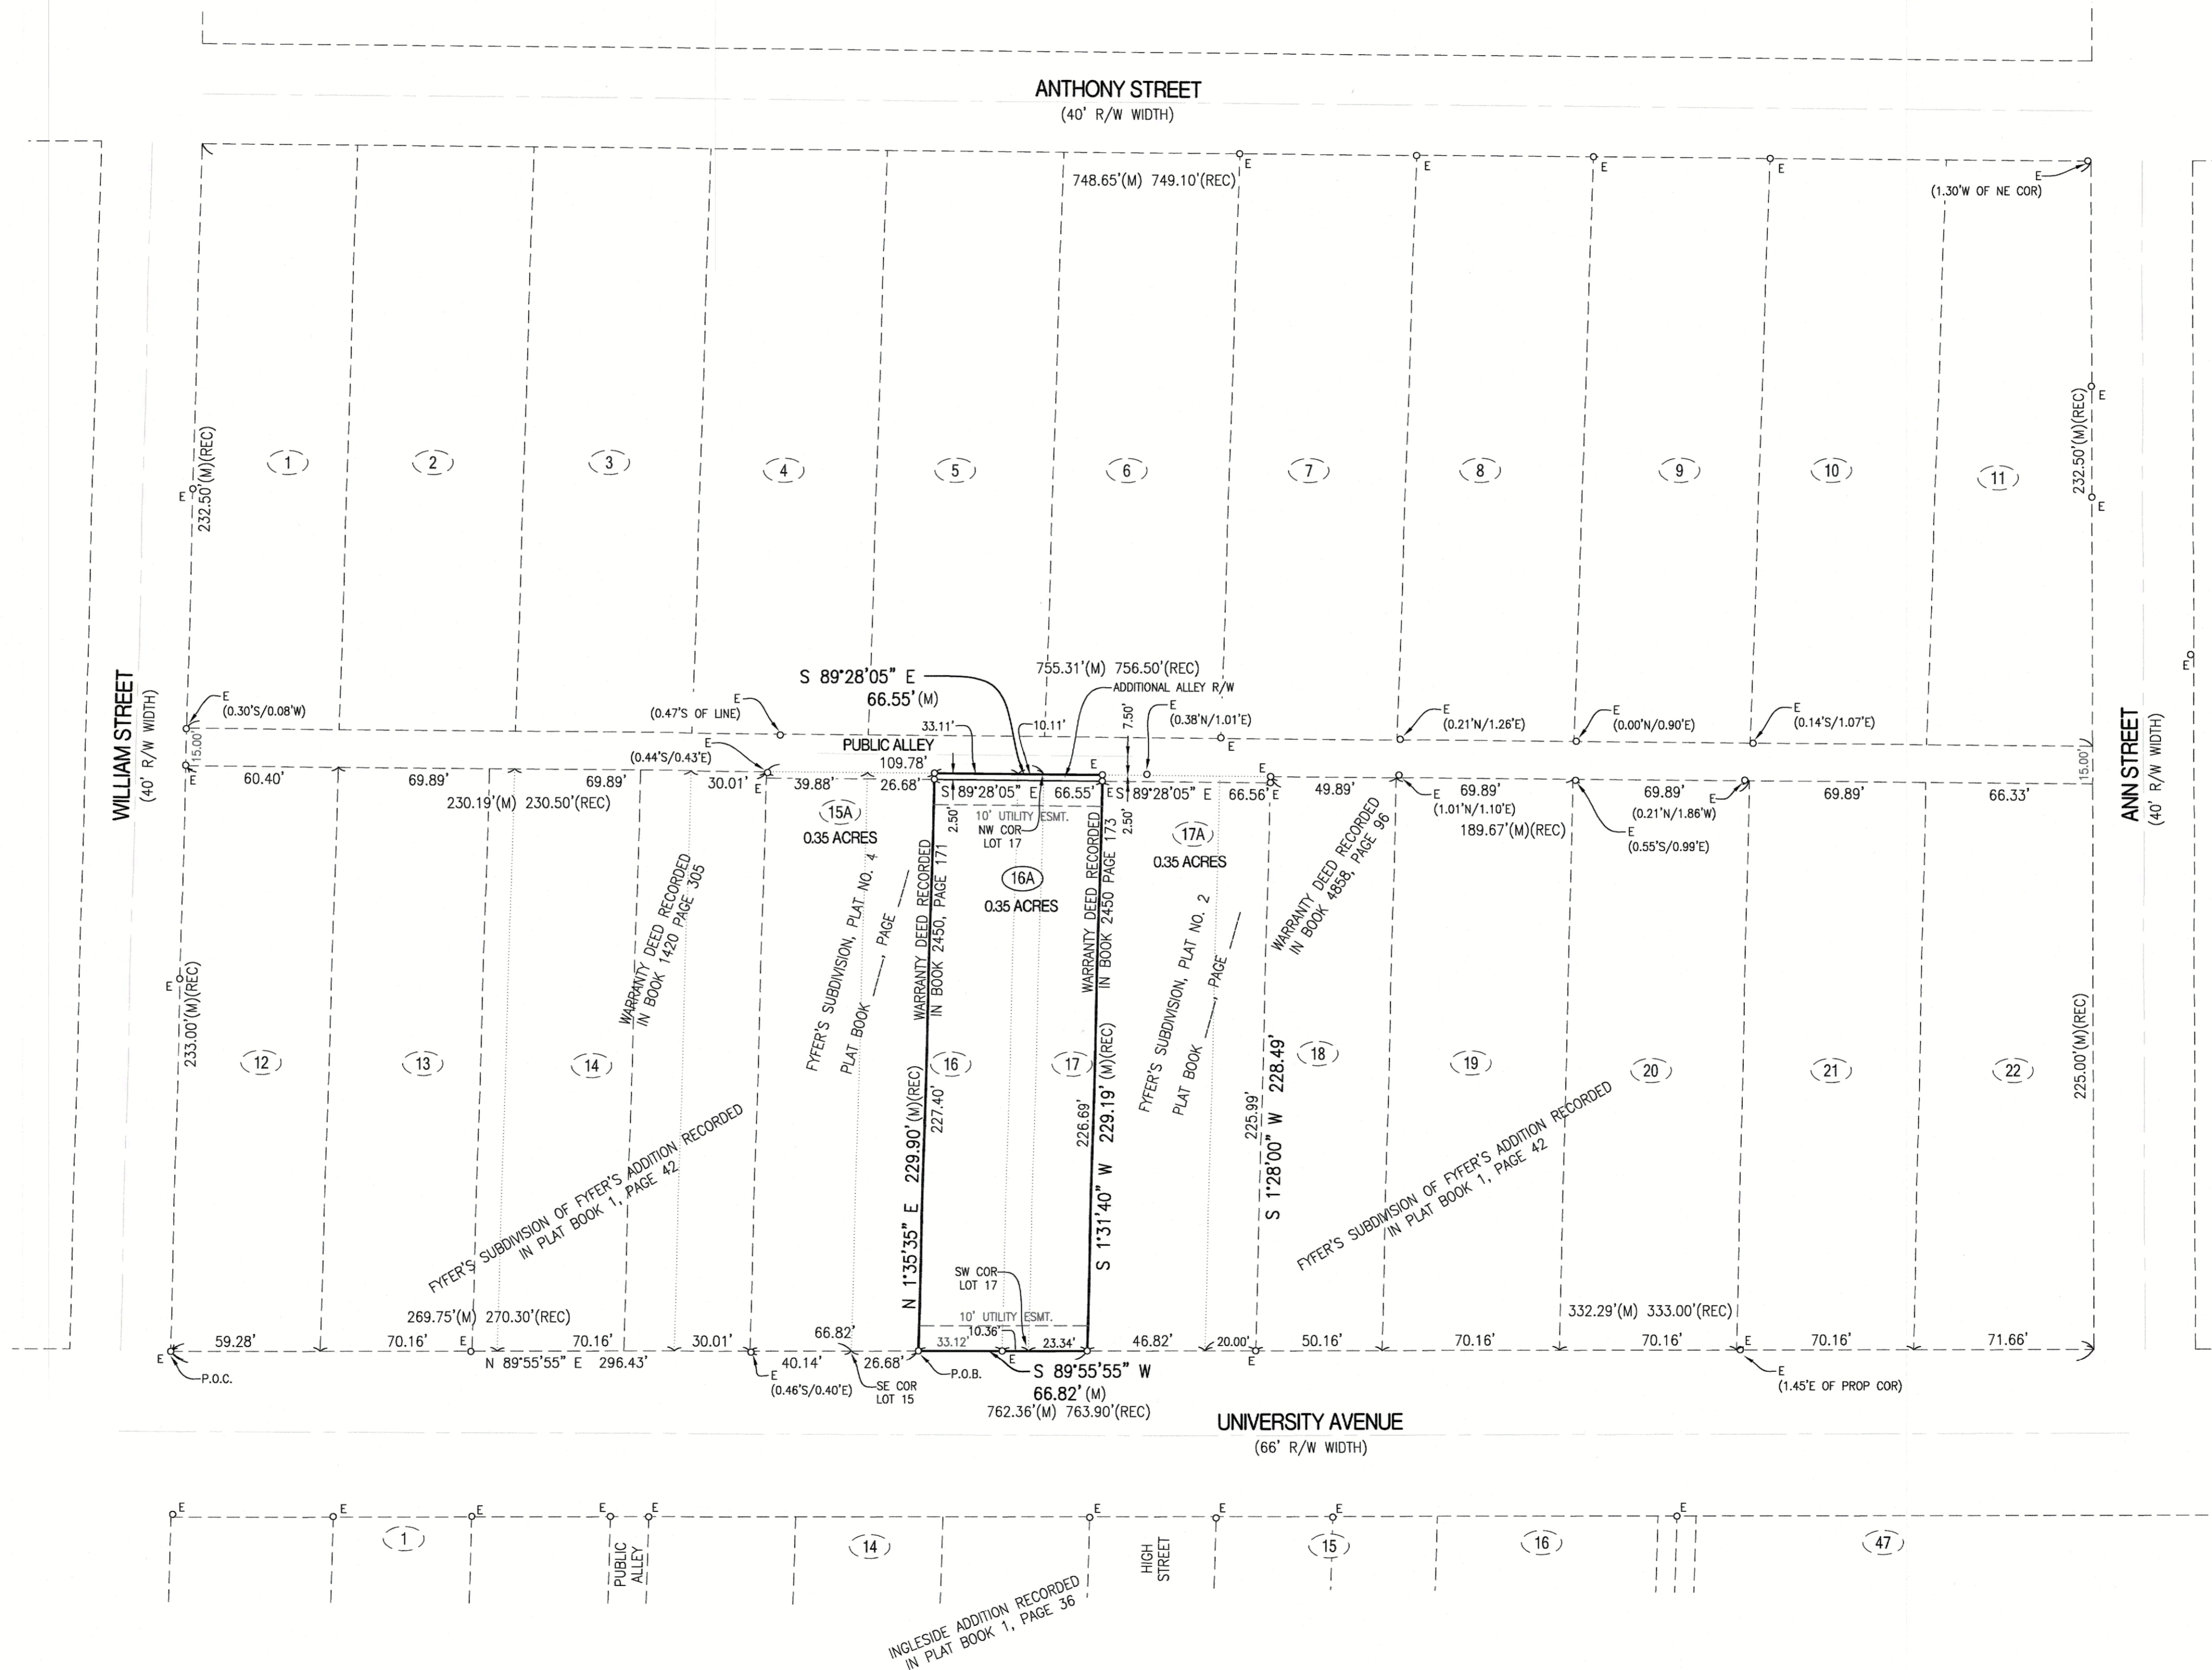 ANTHONY STREET
(40' R/W WIDTH)
748.65'(M) 749.10'(REC)
E
E
E
E
E
(1.30'W OF NE COR)
WILLIAM STREET
(40' R/W WIDTH)
ANN STREET
(40' R/W WIDTH)
232.50'(M)(REC)
E
1
2
3
4
5
6
7
8
9
10
11
232.50'(M)(REC)
E
E
E
S 89°28'05" E
66.55'(M)
755.31'(M) 756.50'(REC)
ADDITIONAL ALLEY R/W
E
(0.30'S/0.08'W)
E
(0.47'S OF LINE)
33.11'
10.11'
7.50'
E
(0.38'N/1.01'E)
E
(0.21'N/1.26'E)
E
(0.00'N/0.90'E)
E
(0.14'S/1.07'E)
15.00'
E
PUBLIC ALLEY
E
(0.44'S/0.43'E)
E
E
E
15.00'
60.40'
69.89'
69.89'
30.01'
E
39.88'
109.78'
26.68'
S 89°28'05" E 66.55'
E
S 89°28'05" E 66.56'
E
49.89'
E
(1.01'N/1.10'E)
69.89'
69.89'
E
(0.21'N/1.86'W)
69.89'
66.33'
230.19'(M) 230.50'(REC)
189.67'(M)(REC)
E
(0.55'S/0.99'E)
15A
0.35 ACRES
2.50'
10' UTILITY ESMT.
NW COR
LOT 17
2.50'
17A
0.35 ACRES
16A
0.35 ACRES
WARRANTY DEED RECORDED
IN BOOK 1420 PAGE 305
FYFER'S SUBDIVISION, PLAT NO. 4
PLAT BOOK ____, PAGE ____
WARRANTY DEED RECORDED
IN BOOK 2450, PAGE 171
WARRANTY DEED RECORDED
IN BOOK 2450 PAGE 173
FYFER'S SUBDIVISION, PLAT NO. 2
PLAT BOOK ____, PAGE ____
WARRANTY DEED RECORDED
IN BOOK 4858, PAGE 96
E
233.00'(M)(REC)
12
13
14
16
17
18
19
20
21
22
225.00'(M)(REC)
N 1°35'35" E 229.90'(M)(REC)
227.40'
226.69'
S 1°31'40" W 229.19'(M)(REC)
225.99'
S 1°28'00" W 228.49'
FYFER'S SUBDIVISION OF FYFER'S ADDITION RECORDED
IN PLAT BOOK 1, PAGE 42
FYFER'S SUBDIVISION OF FYFER'S ADDITION RECORDED
IN PLAT BOOK 1, PAGE 42
SW COR
LOT 17
269.75'(M) 270.30'(REC)
10' UTILITY ESMT.
332.29'(M) 333.00'(REC)
E
59.28'
70.16'
E
70.16'
30.01'
66.82'
33.12'
10.36'
23.34'
46.82'
20.00'
50.16'
70.16'
70.16'
E
70.16'
71.66'
P.O.C.
N 89°55'55" E 296.43'
E
(0.46'S/0.40'E)
40.14'
26.68'
SE COR
LOT 15
P.O.B.
E
E
S 89°55'55" W
66.82'(M)
762.36'(M) 763.90'(REC)
E
(1.45'E OF PROP COR)
UNIVERSITY AVENUE
(66' R/W WIDTH)
E
E
E
E
E
E
E
E
E
1
PUBLIC
ALLEY
14
HIGH
STREET
15
16
47
INGLESIDE ADDITION RECORDED
IN PLAT BOOK 1, PAGE 36